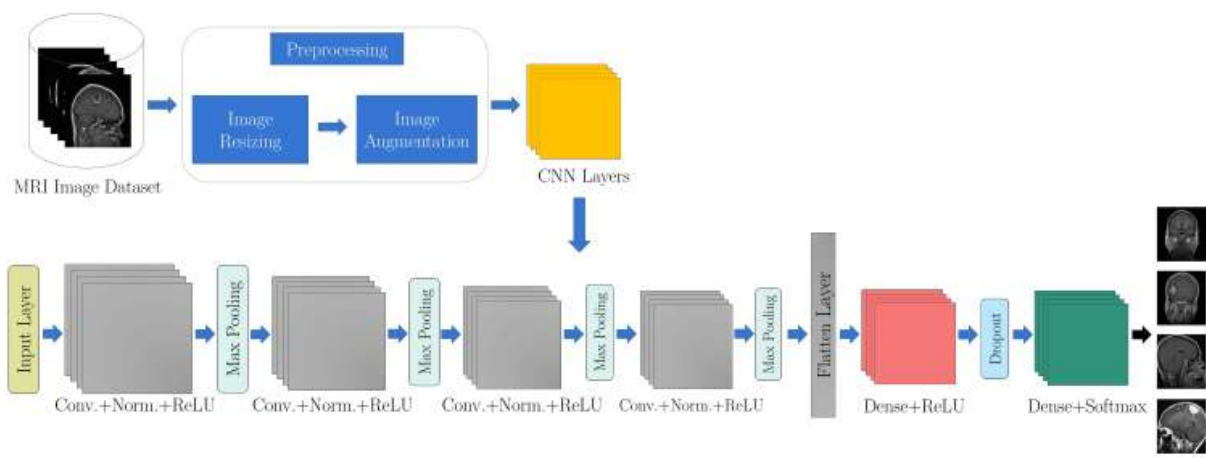 Preprocessing
Image
Resizing
Image
Augmentation
MRI Image Dataset
CNN Layers
Input Layer
Conv.+Norm.+ReLU
Max Pooling
Conv.+Norm.+ReLU
Max Pooling
Conv.+Norm.+ReLU
Max Pooling
Conv.+Norm.+ReLU
Max Pooling
Flatten Layer
Dense+ReLU
Dropout
Dense+Softmax